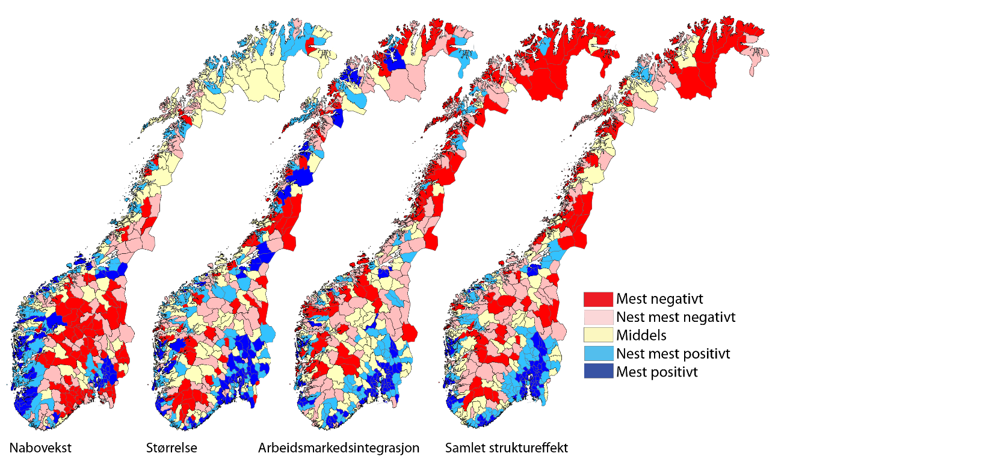 Mest negativt
Nest mest negativt
Middels
Nest mest positivt
Mest positivt
Nabovekst
Størrelse
Arbeidsmarkedsintegrasjon
Samlet struktureffekt